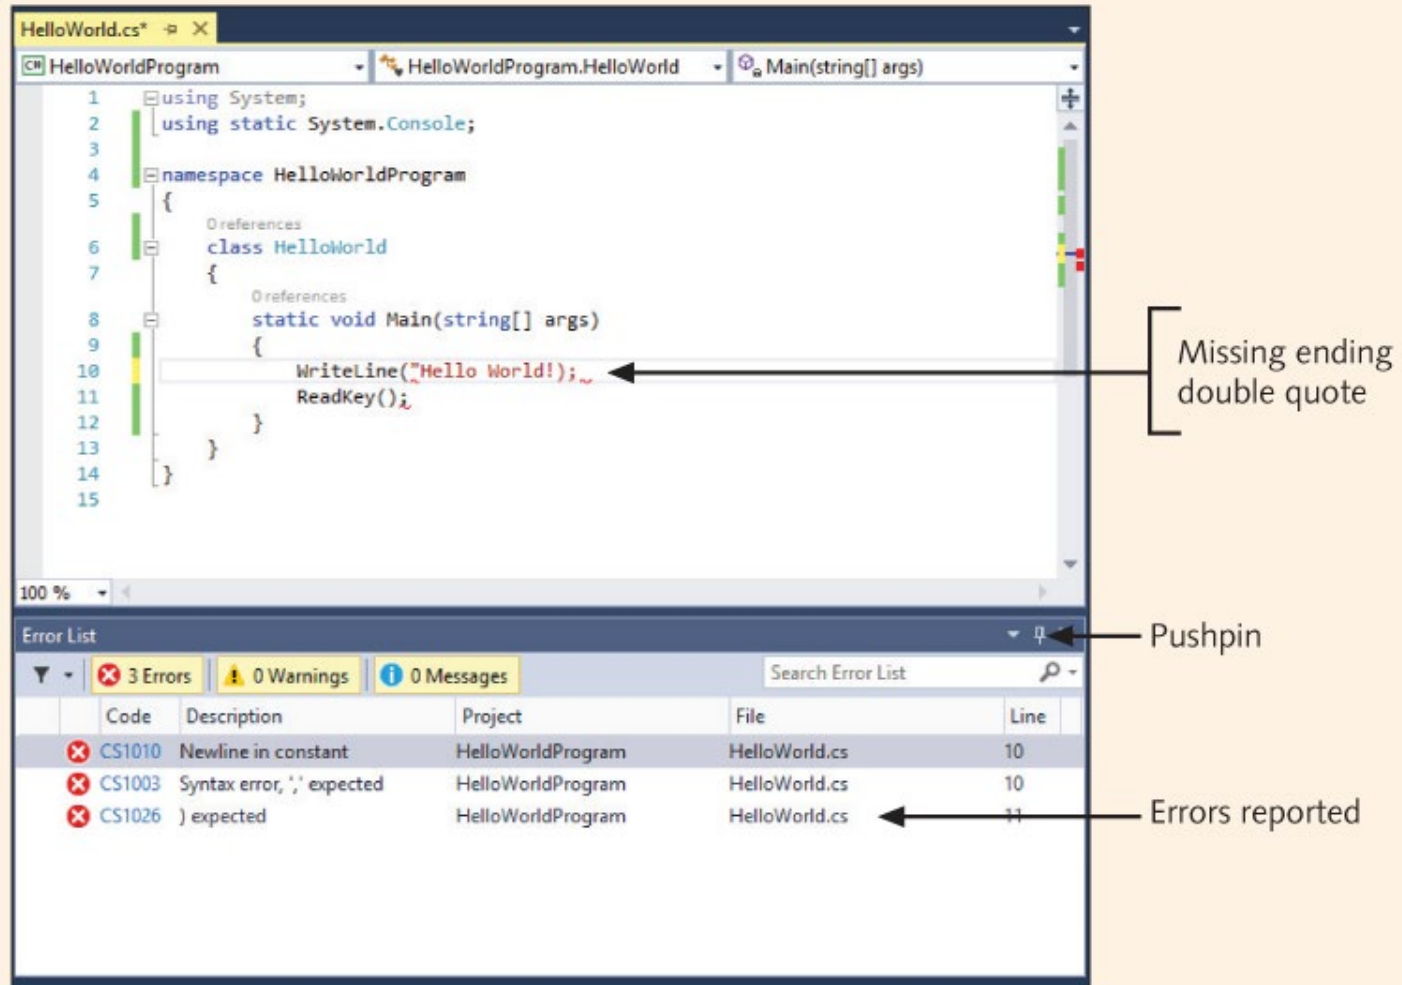 HelloWorld.cs*
HelloWorldProgram HelloWorldProgram.HelloWorld Main(string[] args)
1 using System;
2 using static System.Console;
3
4 namespace HelloWorldProgram
5 {
0 references
6 class HelloWorld
7 {
0 references
8 static void Main(string[] args)
9 {
10 WriteLine("Hello World!);
11 ReadKey();
12 }
13 }
14 }
15
Missing ending
double quote
100 %
Error List
Pushpin
3 Errors 0 Warnings 0 Messages Search Error List
Code Description Project File Line
CS1010 Newline in constant HelloWorldProgram HelloWorld.cs 10
CS1003 Syntax error, ',' expected HelloWorldProgram HelloWorld.cs 10
CS1026 ) expected HelloWorldProgram HelloWorld.cs 11
Errors reported